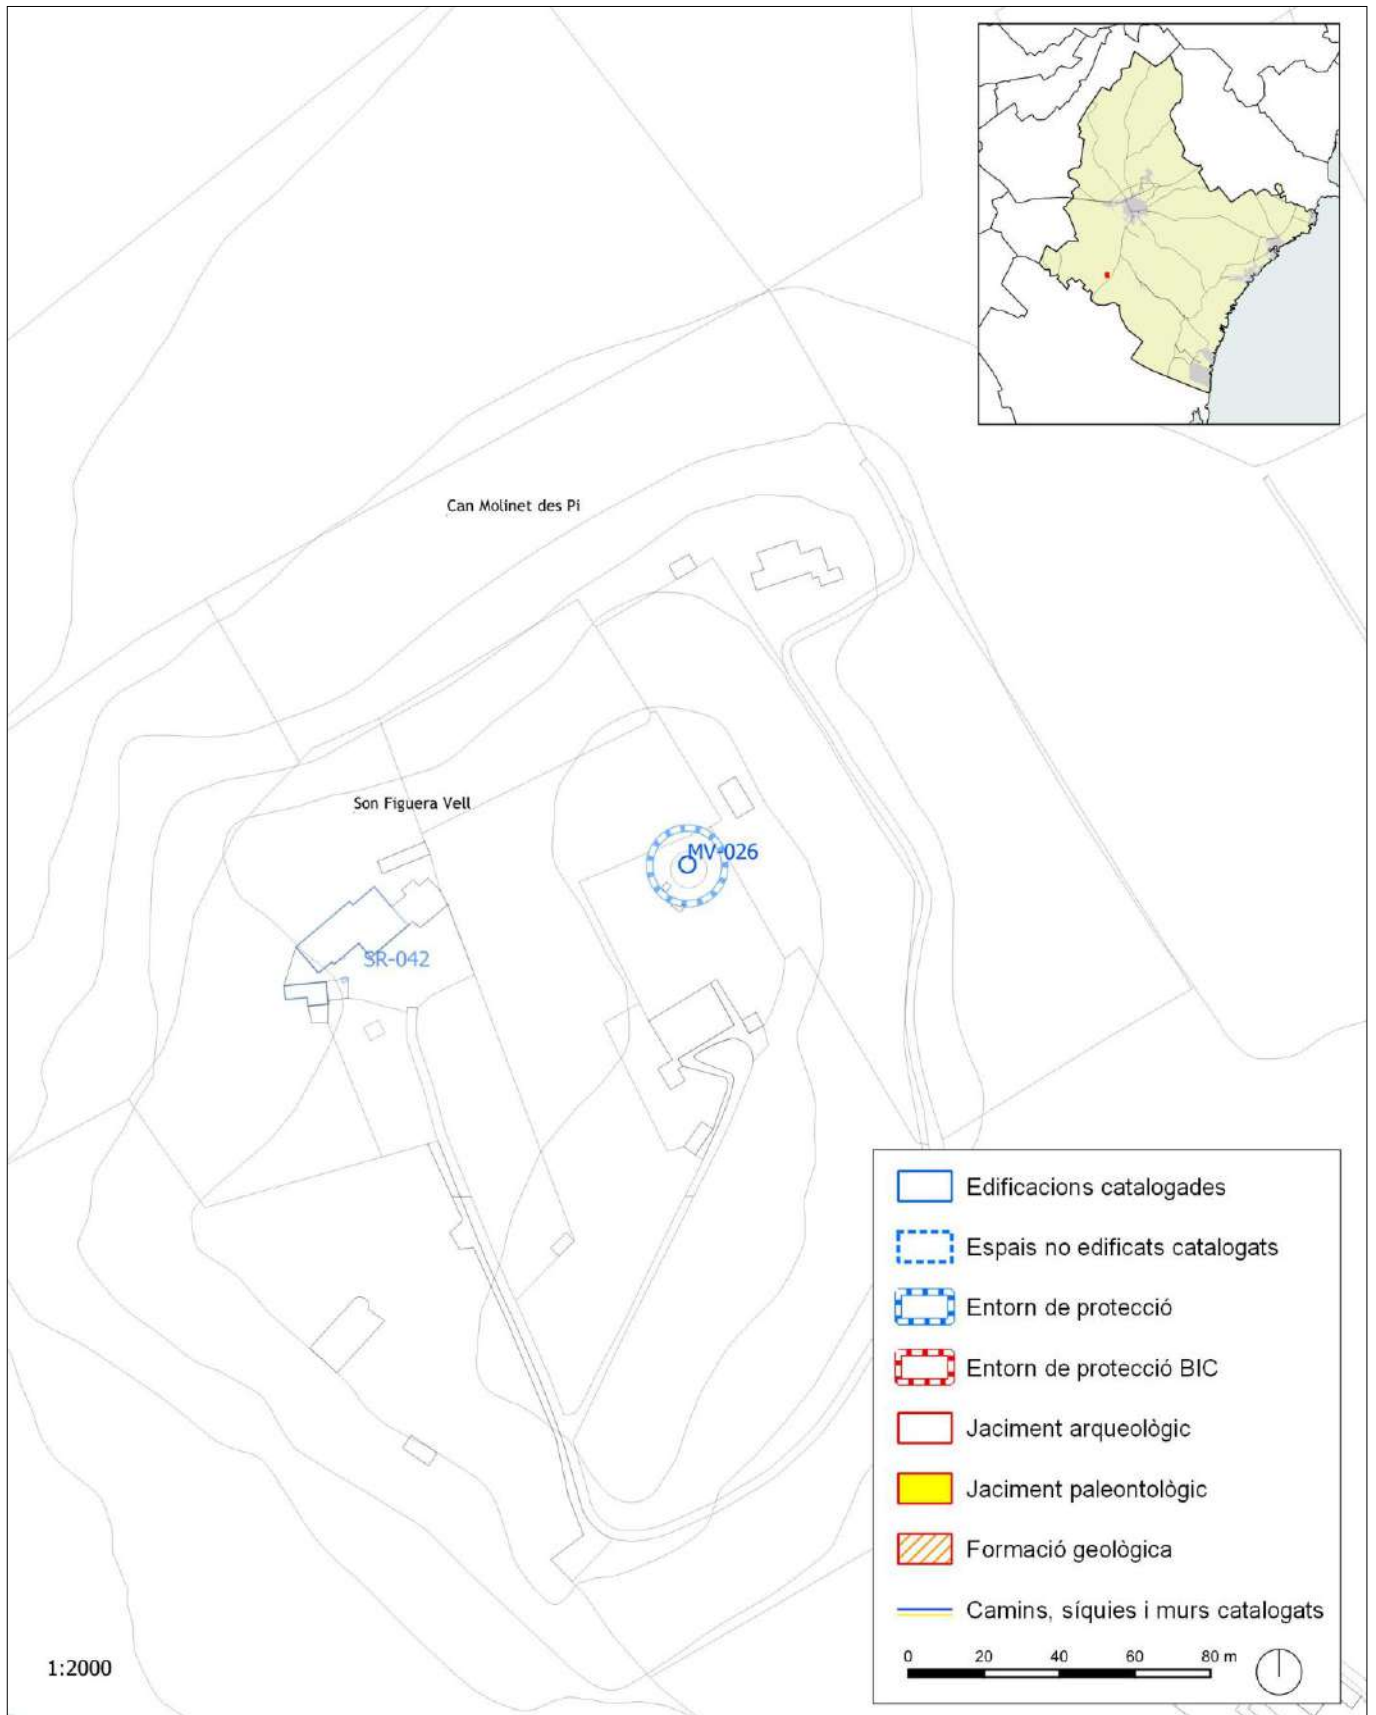 Can Molinet des Pi
Son Figuera Vell
MV-026
SR-042
Edificacions catalogades
Espais no edificats catalogats
Entorn de protecció
Entorn de protecció BIC
Jaciment arqueològic
Jaciment paleontològic
Formació geològica
Camins, síquies i murs catalogats
0 20 40 60 80 m
1:2000